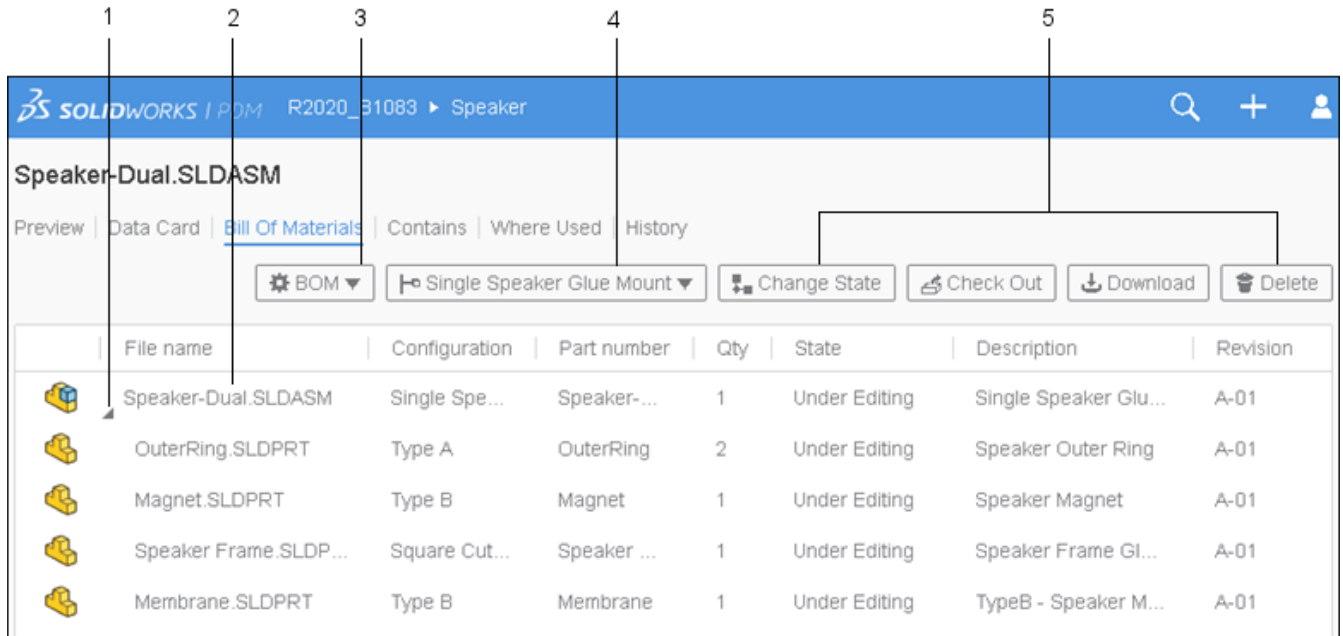 1 2 3 4 5
SOLIDWORKS | PDM R2020_B1083 ▸ Speaker
Speaker-Dual.SLDASM
Preview | Data Card | Bill Of Materials | Contains | Where Used | History
BOM ▼ Single Speaker Glue Mount ▼ Change State Check Out Download Delete
File name Configuration Part number Qty State Description Revision
Speaker-Dual.SLDASM Single Spe... Speaker-... 1 Under Editing Single Speaker Glu... A-01
OuterRing.SLDPRT Type A OuterRing 2 Under Editing Speaker Outer Ring A-01
Magnet.SLDPRT Type B Magnet 1 Under Editing Speaker Magnet A-01
Speaker Frame.SLDP... Square Cut... Speaker ... 1 Under Editing Speaker Frame Gl... A-01
Membrane.SLDPRT Type B Membrane 1 Under Editing TypeB - Speaker M... A-01